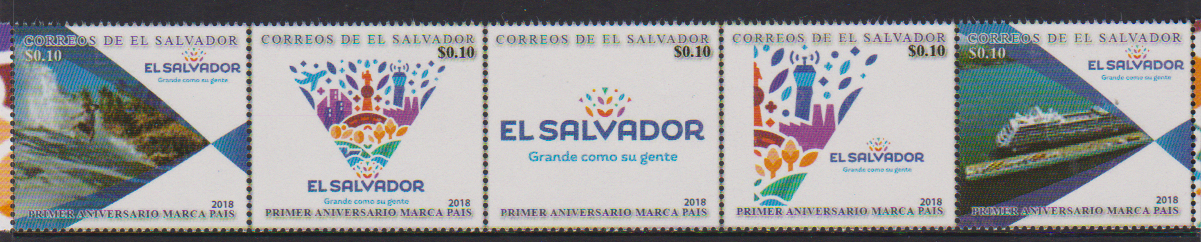 CORREOS DE EL SALVADOR
$0.10
EL SALVADOR
Grande como su gente
2018
PRIMER ANIVERSARIO MARCA PAIS
CORREOS DE EL SALVADOR
$0.10
EL SALVADOR
Grande como su gente
2018
PRIMER ANIVERSARIO MARCA PAIS
CORREOS DE EL SALVADOR
$0.10
EL SALVADOR
Grande como su gente
2018
PRIMER ANIVERSARIO MARCA PAIS
CORREOS DE EL SALVADOR
$0.10
EL SALVADOR
Grande como su gente
2018
PRIMER ANIVERSARIO MARCA PAIS
CORREOS DE EL SALVADOR
$0.10
EL SALVADOR
Grande como su gente
2018
PRIMER ANIVERSARIO MARCA PAIS